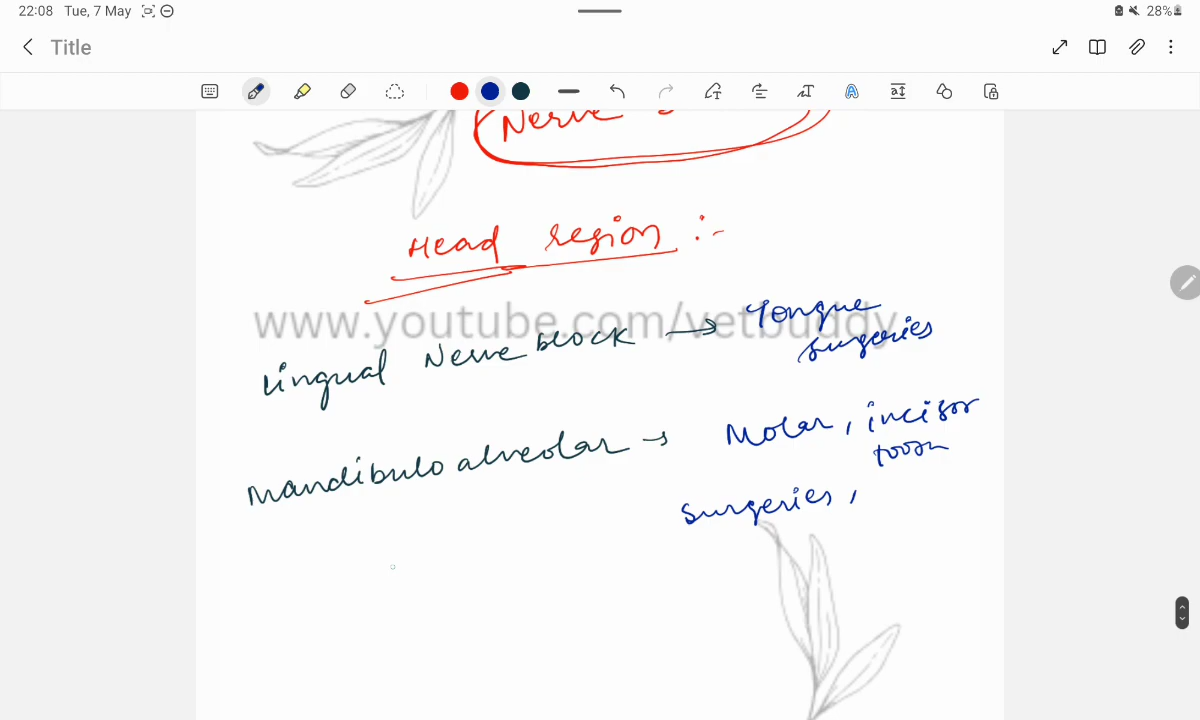 22:08 Tue, 7 May 28%
Title
Nerve
Head region :-
www.youtube.com/vetbuddy
Lingual Nerve block → Tongue
surgeries
Mandibulo alveolar → Molar, incisor
surgeries,